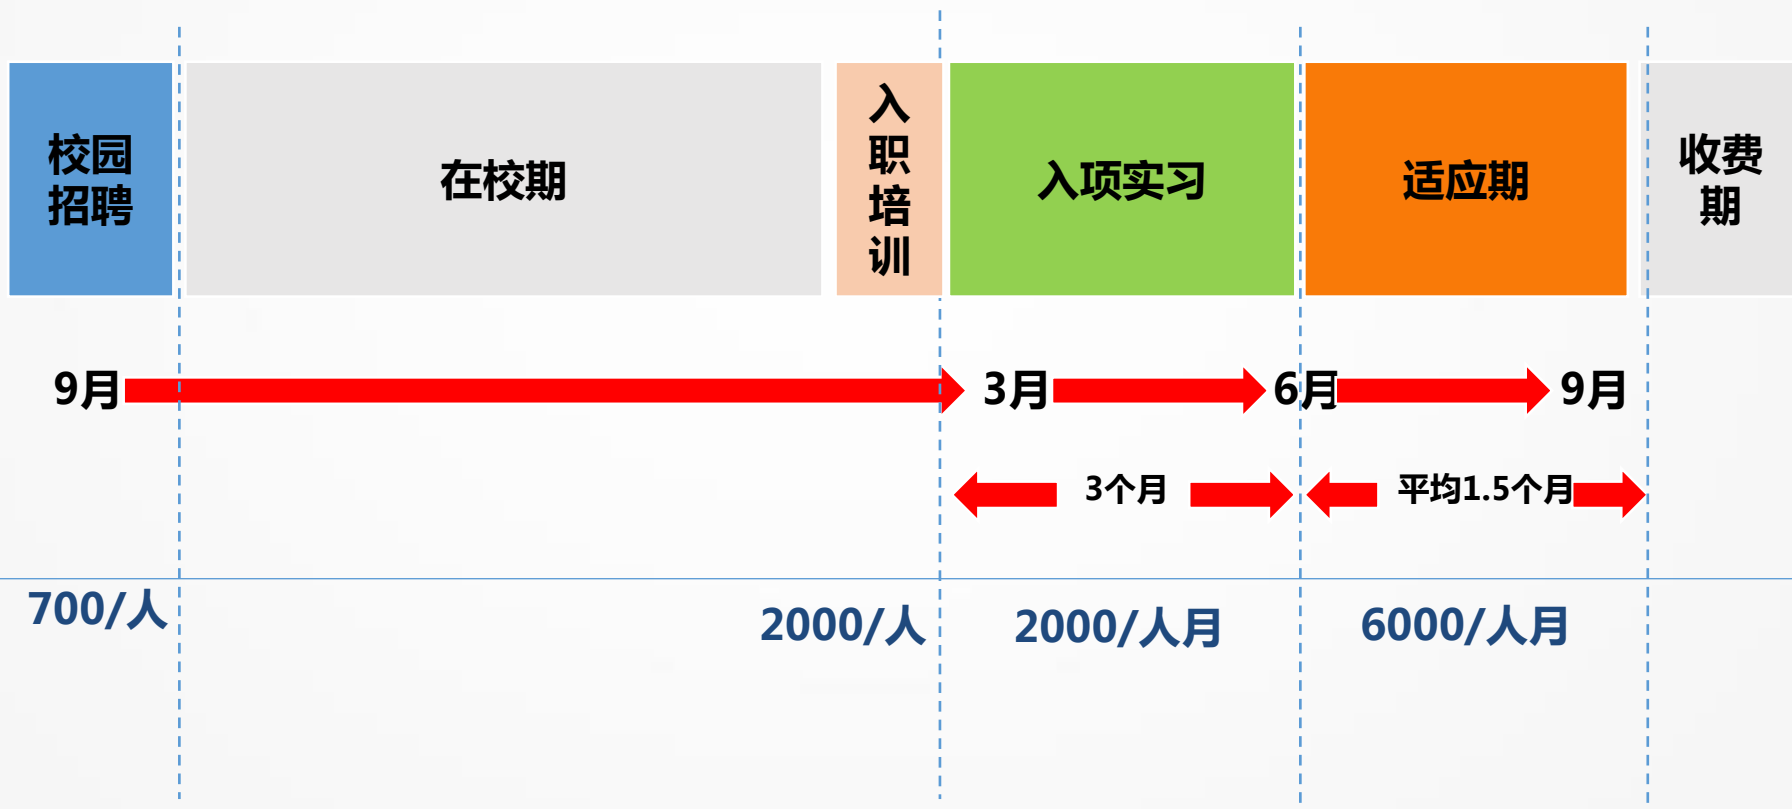 校园
招聘
在校期
入
职
培
训
入项实习
适应期
收费
期
9月
3月
6月
9月
3个月
平均1.5个月
700/人
2000/人
2000/人月
6000/人月